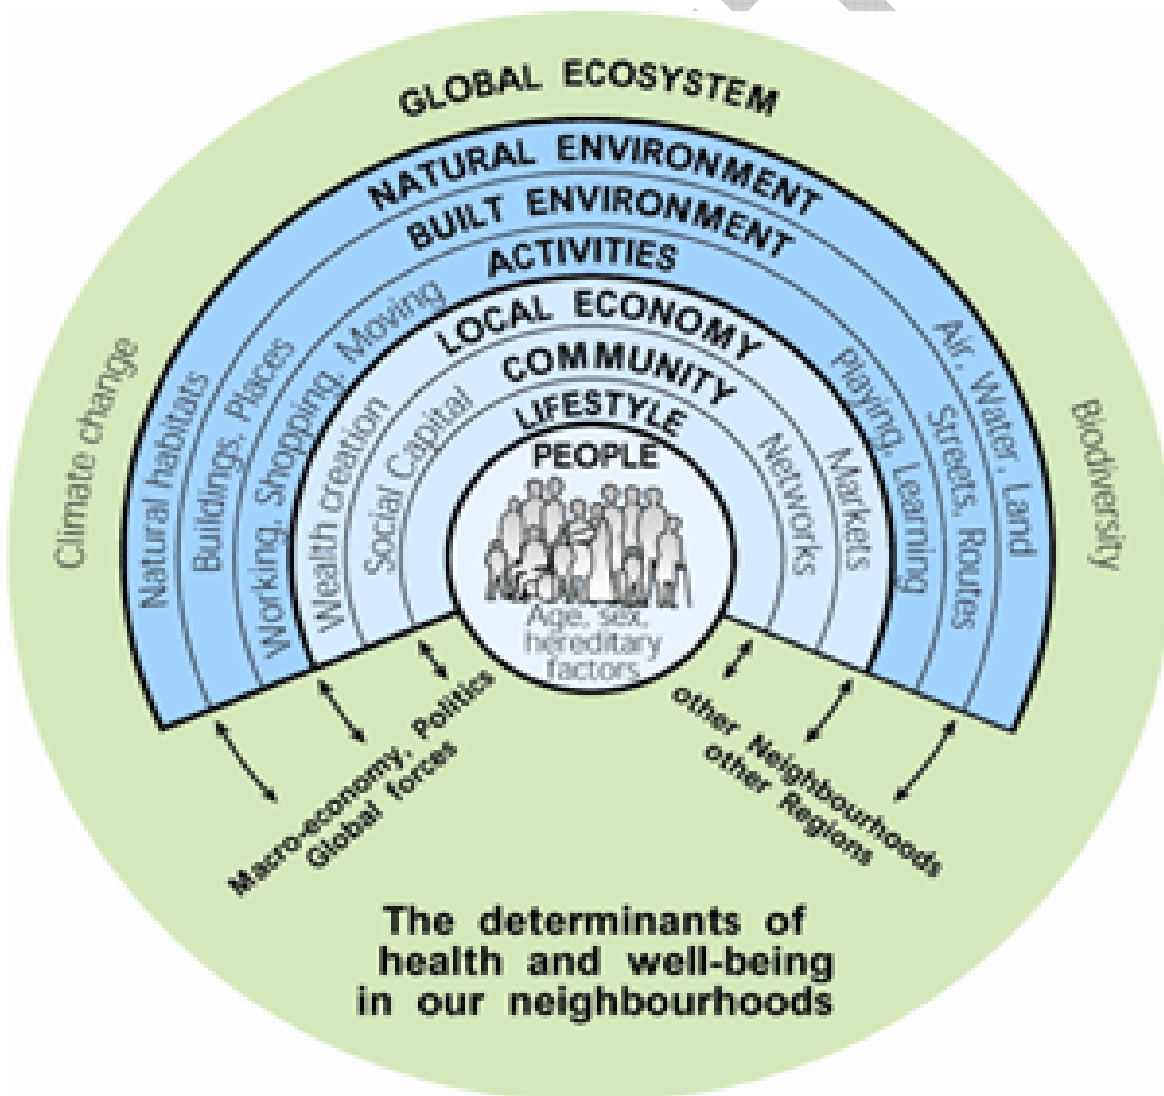 GLOBAL ECOSYSTEM
NATURAL ENVIRONMENT
BUILT ENVIRONMENT
ACTIVITIES
LOCAL ECONOMY
COMMUNITY
LIFESTYLE
PEOPLE
Age, sex,
hereditary
factors
Climate change
Natural habitats
Buildings, Places
Working, Shopping, Moving
Wealth creation
Social Capital
Networks
Markets
Playing, Learning
Streets, Routes
Air, Water, Land
Biodiversity
Macro-economy, Politics
Global forces
other Neighbourhoods
other Regions
The determinants of
health and well-being
in our neighbourhoods